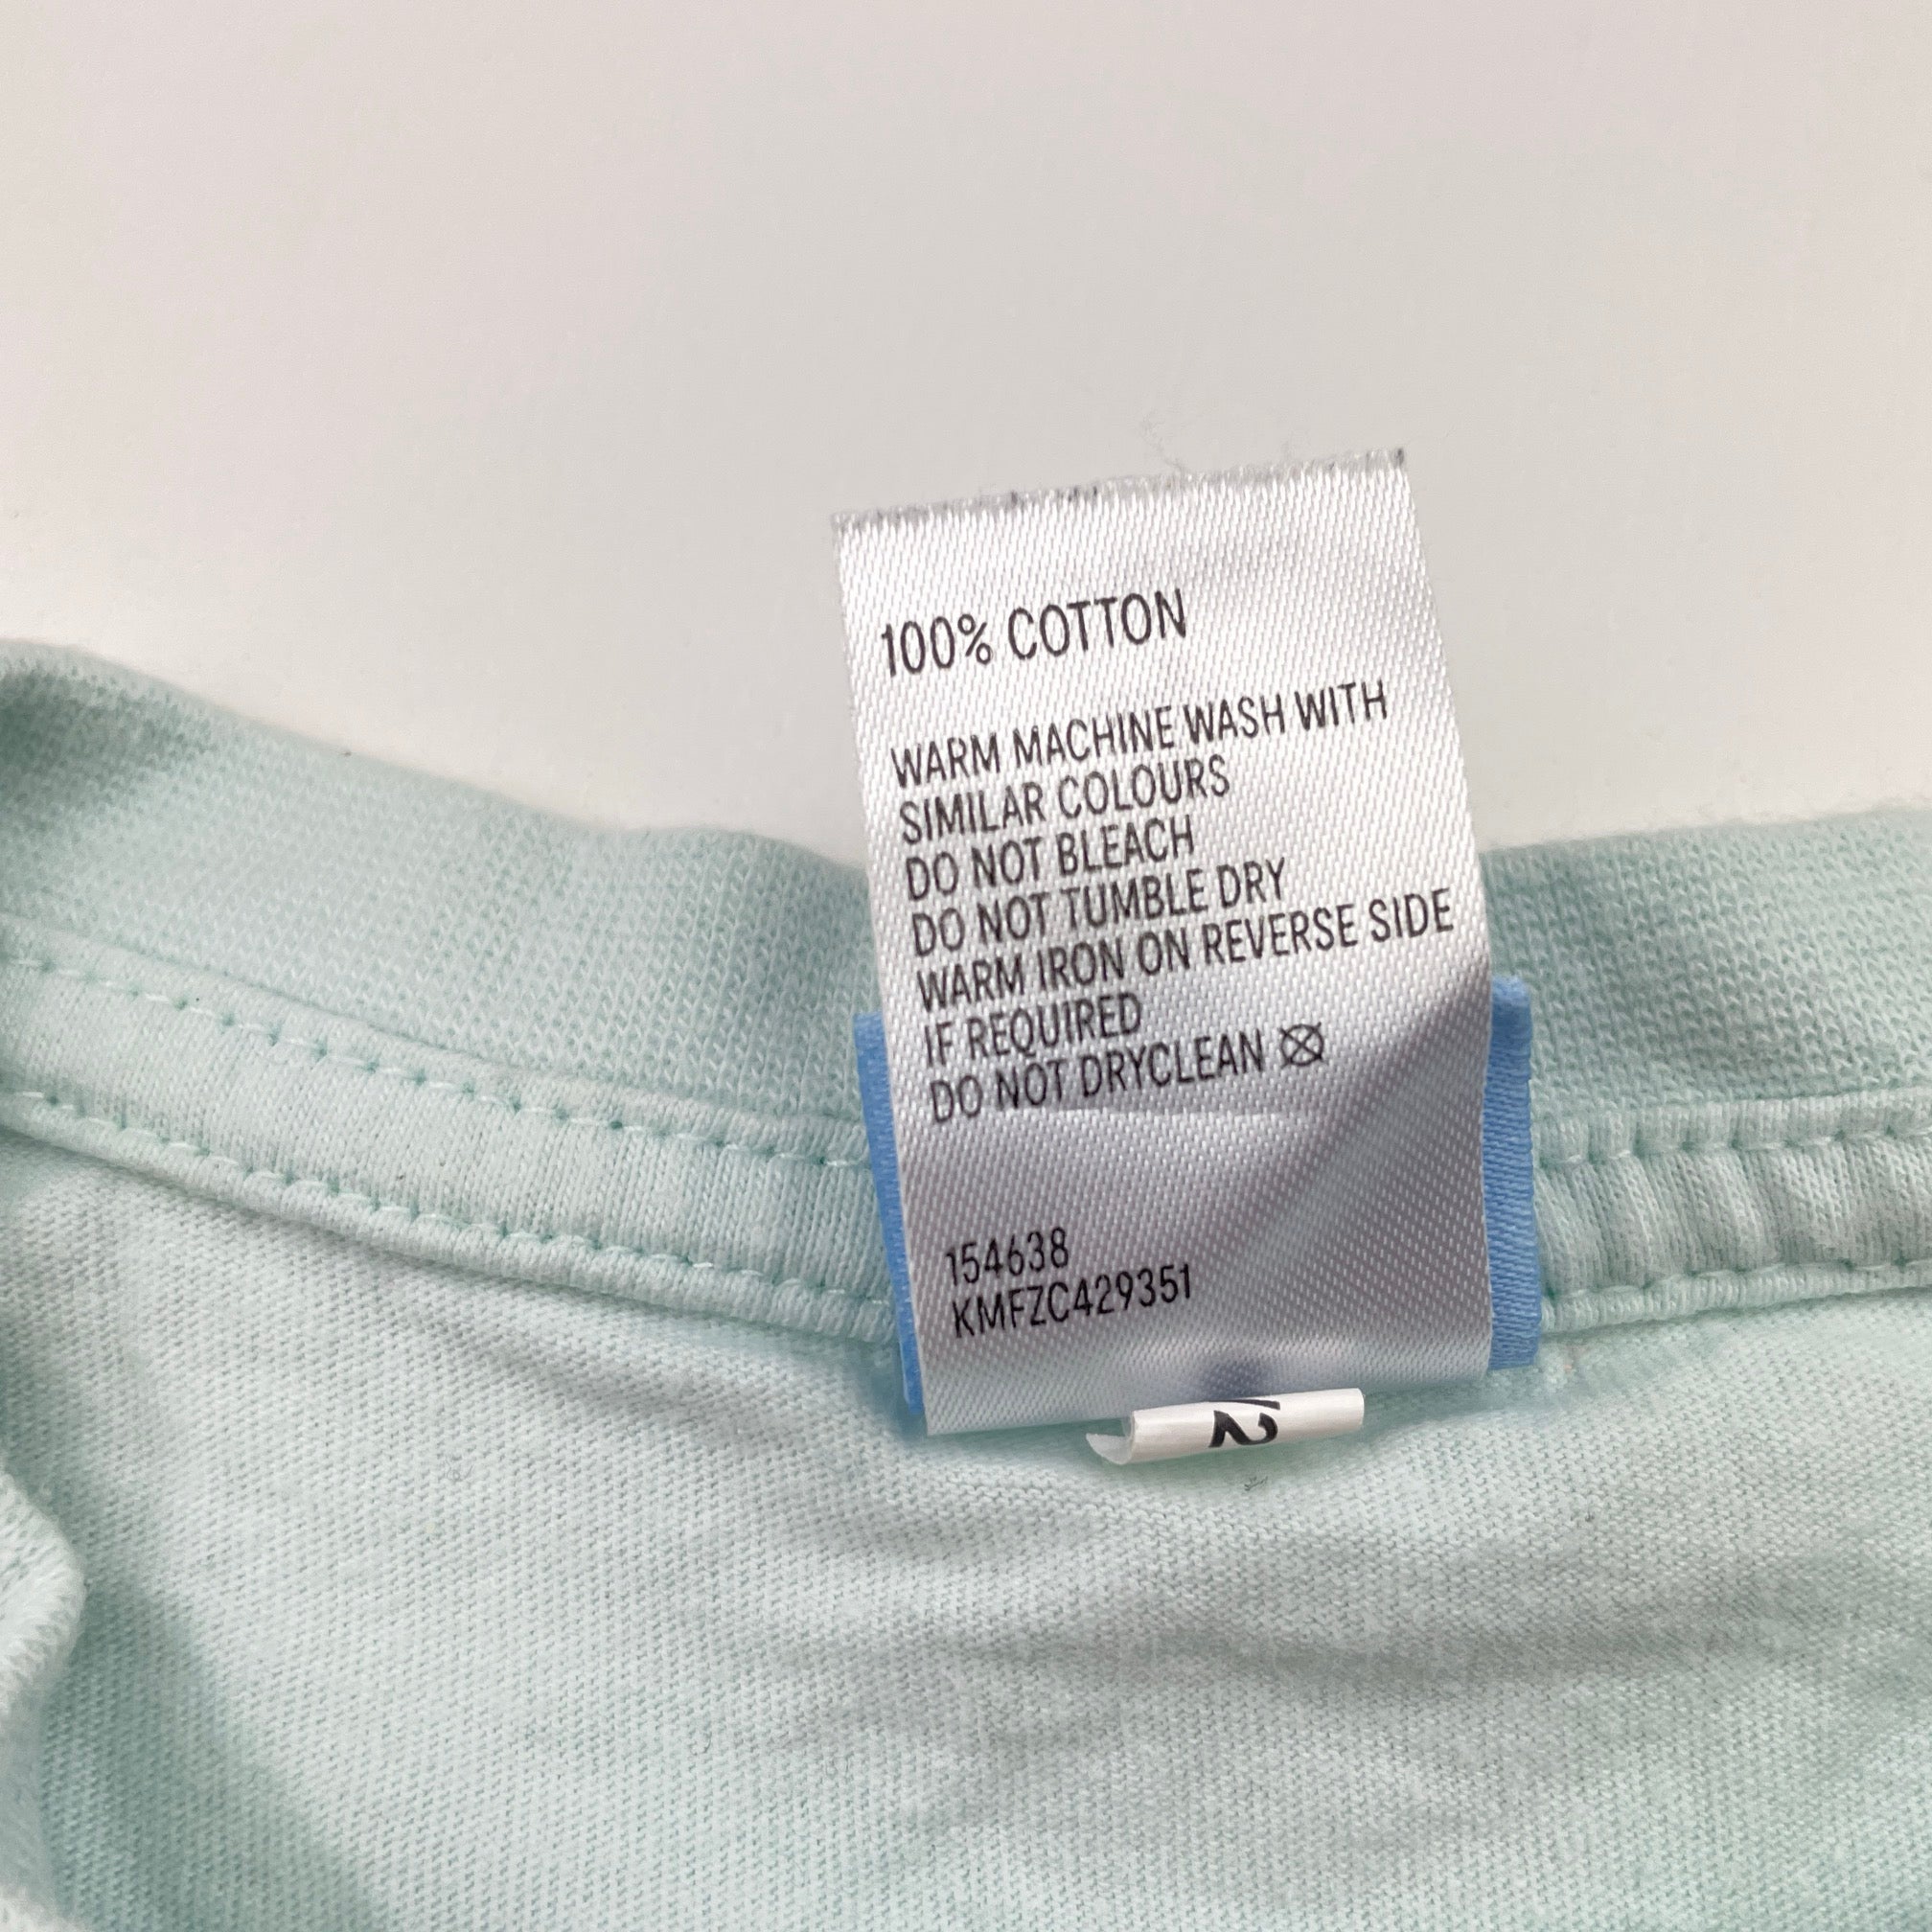 100% COTTON
WARM MACHINE WASH WITH
SIMILAR COLOURS
DO NOT BLEACH
DO NOT TUMBLE DRY
WARM IRON ON REVERSE SIDE
IF REQUIRED
DO NOT DRYCLEAN
154638
KMFZC429351
2